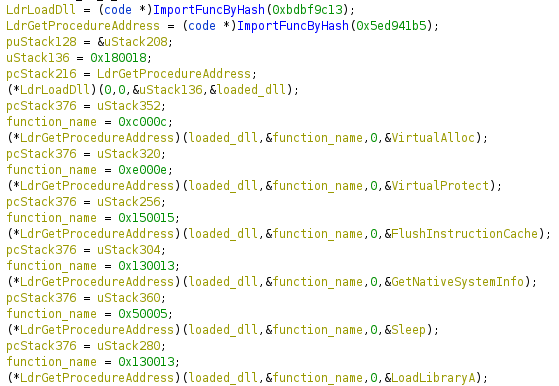 LdrLoadDll = (code *)ImportFuncByHash(0xbdbf9c13);
LdrGetProcedureAddress = (code *)ImportFuncByHash(0x5ed941b5);
puStack128 = &uStack208;
uStack136 = 0x180018;
pcStack216 = LdrGetProcedureAddress;
(*LdrLoadDll)(0,0,&uStack136,&loaded_dll);
pcStack376 = uStack352;
function_name = 0xc000c;
(*LdrGetProcedureAddress)(loaded_dll,&function_name,0,&VirtualAlloc);
pcStack376 = uStack320;
function_name = 0xe000e;
(*LdrGetProcedureAddress)(loaded_dll,&function_name,0,&VirtualProtect);
pcStack376 = uStack256;
function_name = 0x150015;
(*LdrGetProcedureAddress)(loaded_dll,&function_name,0,&FlushInstructionCache);
pcStack376 = uStack304;
function_name = 0x130013;
(*LdrGetProcedureAddress)(loaded_dll,&function_name,0,&GetNativeSystemInfo);
pcStack376 = uStack360;
function_name = 0x50005;
(*LdrGetProcedureAddress)(loaded_dll,&function_name,0,&Sleep);
pcStack376 = uStack280;
function_name = 0x130013;
(*LdrGetProcedureAddress)(loaded_dll,&function_name,0,&LoadLibraryA);